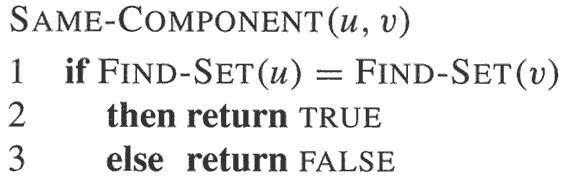 SAME-COMPONENT(u, v)
1 if FIND-SET(u) = FIND-SET(v)
2 then return TRUE
3 else return FALSE